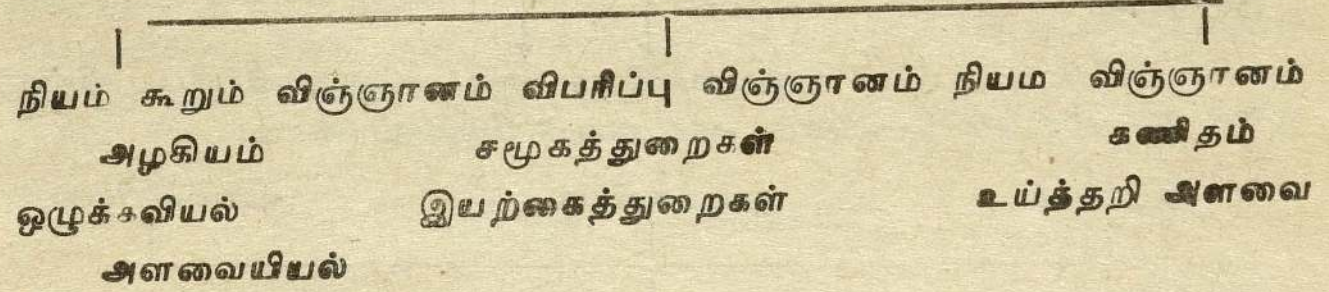 நியம் கூறும் விஞ்ஞானம் விபரிப்பு விஞ்ஞானம் நியம விஞ்ஞானம்
அழகியம் சமூகத்துறைகள் கணிதம்
ஒழுக்கவியல் இயற்கைத்துறைகள் உய்த்தறி அளவை
அளவையியல்